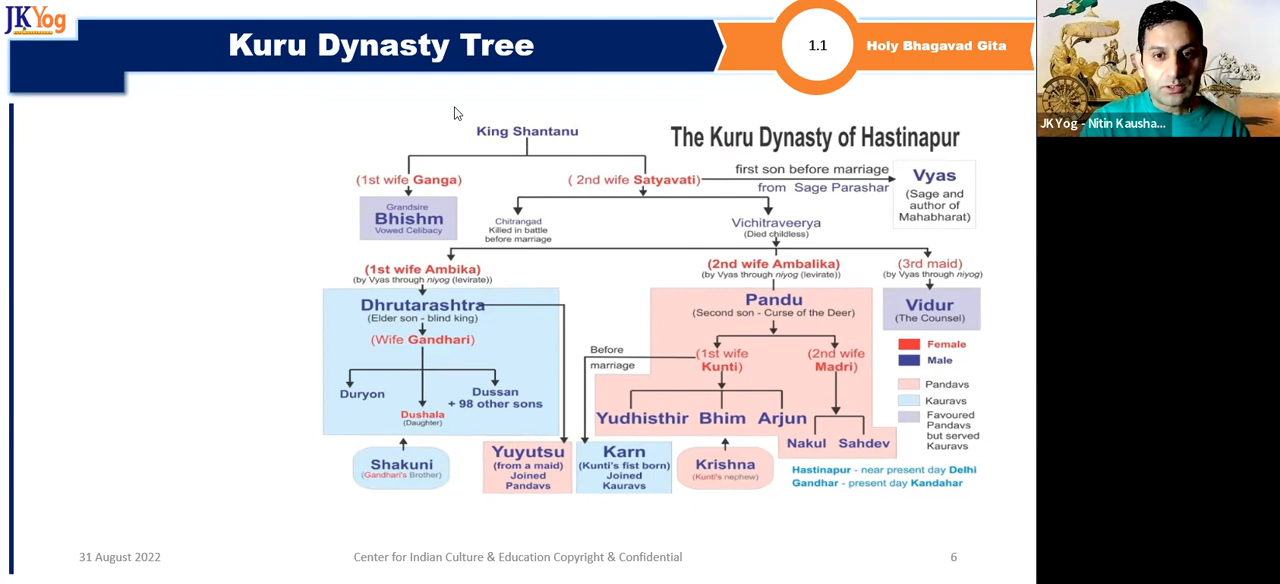 JKYog
Kuru Dynasty Tree
1.1
Holy Bhagavad Gita
JKYog - Nitin Kausha...
King Shantanu
The Kuru Dynasty of Hastinapur
(1st wife Ganga)
( 2nd wife Satyavati)
first son before marriage
from Sage Parashar
Vyas
(Sage and
author of
Mahabharat)
Grandsire
Bhishm
Vowed Celibacy
Chitrangad
Killed in battle
before marriage
Vichitraveerya
(Died childless)
(1st wife Ambika)
(by Vyas through niyog (levirate))
(2nd wife Ambalika)
(by Vyas through niyog (levirate))
(3rd maid)
(by Vyas through niyog)
Dhrutarashtra
(Elder son - blind king)
(Wife Gandhari)
Pandu
(Second son - Curse of the Deer)
Vidur
(The Counsel)
Before
marriage
(1st wife
Kunti)
(2nd wife
Madri)
Duryon
Dushala
(Daughter)
Dussan
+ 98 other sons
Yudhisthir
Bhim
Arjun
Nakul
Sahdev
Shakuni
(Gandhari's Brother)
Yuyutsu
(from a maid)
Joined
Pandavs
Karn
(Kunti's fist born)
Joined
Kauravs
Krishna
(Kunti's nephew)
Female
Male
Pandavs
Kauravs
Favoured
Pandavs
but served
Kauravs
Hastinapur - near present day Delhi
Gandhar - present day Kandahar
31 August 2022
Center for Indian Culture & Education Copyright & Confidential
6